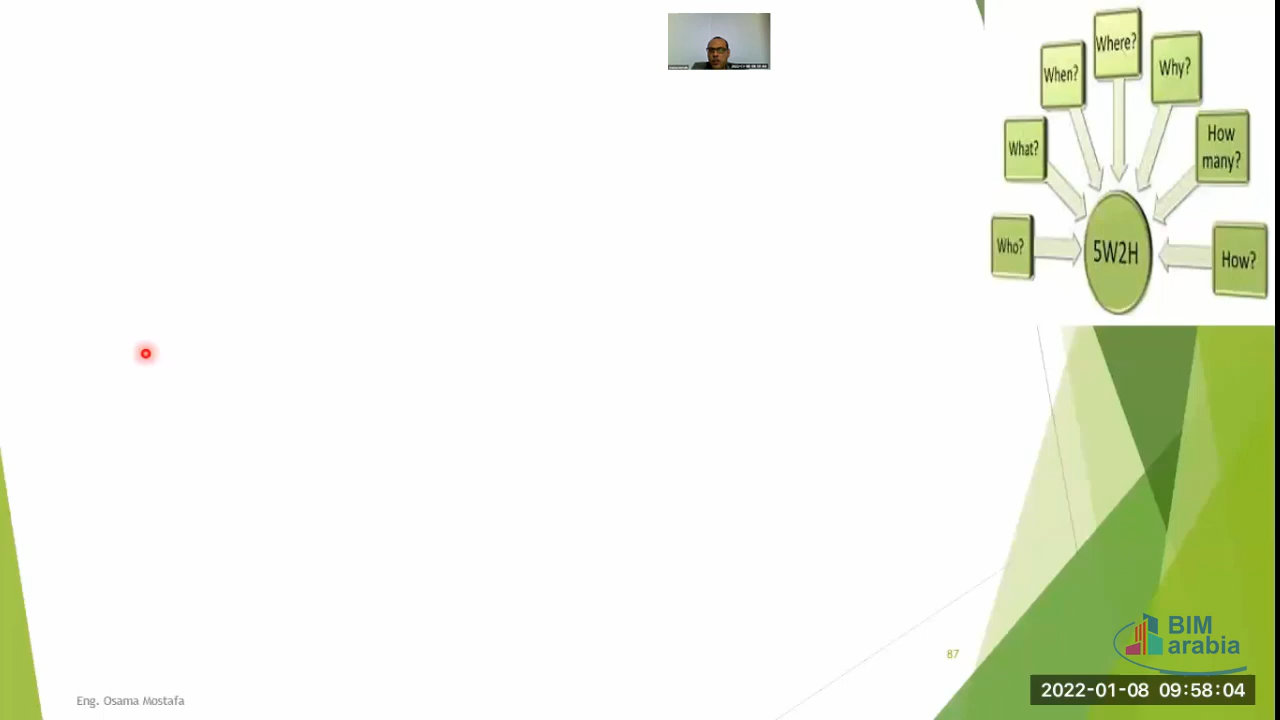 Where?
When?
Why?
What?
How
many?
Who?
5W2H
How?
BIM
arabia
87
2022-01-08 09:58:04
Eng. Osama Mostafa